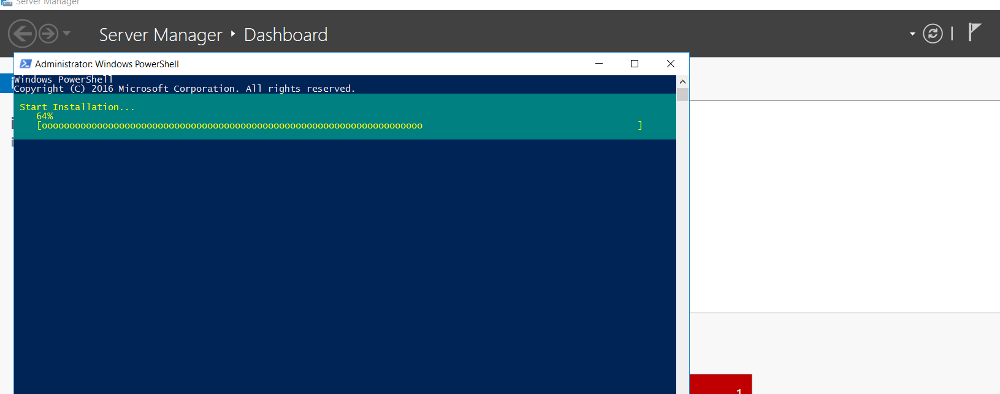 Server Manager
Server Manager ‣ Dashboard
Administrator: Windows PowerShell
Windows PowerShell
Copyright (C) 2016 Microsoft Corporation. All rights reserved.
Start Installation...
64%
[ooooooooooooooooooooooooooooooooooooooooooooooooooooooooooooooooooooo ]
1